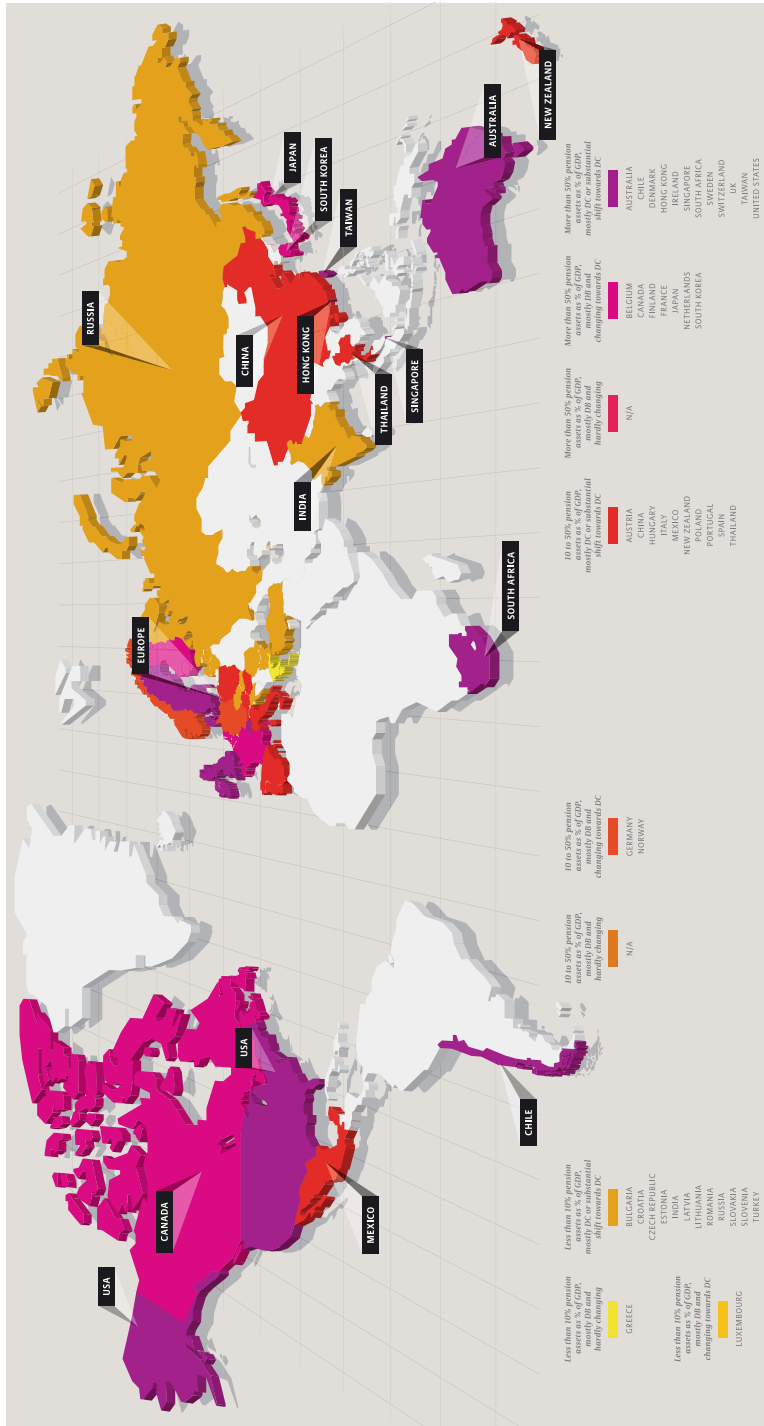 USA
CANADA
USA
MEXICO
CHILE
EUROPE
RUSSIA
SOUTH AFRICA
INDIA
CHINA
HONG KONG
THAILAND
SINGAPORE
JAPAN
SOUTH KOREA
TAIWAN
AUSTRALIA
NEW ZEALAND
Less than 10% pension
assets as % of GDP,
mostly DB and
hardly changing
GREECE
Less than 10% pension
assets as % of GDP,
mostly DB and
changing towards DC
LUXEMBOURG
Less than 10% pension
assets as % of GDP,
mostly DC or substantial
shift towards DC
BULGARIA
CROATIA
CZECH REPUBLIC
ESTONIA
INDIA
LATVIA
LITHUANIA
ROMANIA
RUSSIA
SLOVAKIA
SLOVENIA
TURKEY
10 to 50% pension
assets as % of GDP,
mostly DB and
hardly changing
N/A
10 to 50% pension
assets as % of GDP,
mostly DB and
changing towards DC
GERMANY
NORWAY
10 to 50% pension
assets as % of GDP,
mostly DC or substantial
shift towards DC
AUSTRIA
CHINA
HUNGARY
ITALY
MEXICO
NEW ZEALAND
POLAND
PORTUGAL
SPAIN
THAILAND
More than 50% pension
assets as % of GDP,
mostly DB and
hardly changing
N/A
More than 50% pension
assets as % of GDP,
mostly DB and
changing towards DC
BELGIUM
CANADA
FINLAND
FRANCE
JAPAN
NETHERLANDS
SOUTH KOREA
More than 50% pension
assets as % of GDP,
mostly DC or substantial
shift towards DC
AUSTRALIA
CHILE
DENMARK
HONG KONG
IRELAND
SINGAPORE
SOUTH AFRICA
SWEDEN
SWITZERLAND
UK
TAIWAN
UNITED STATES